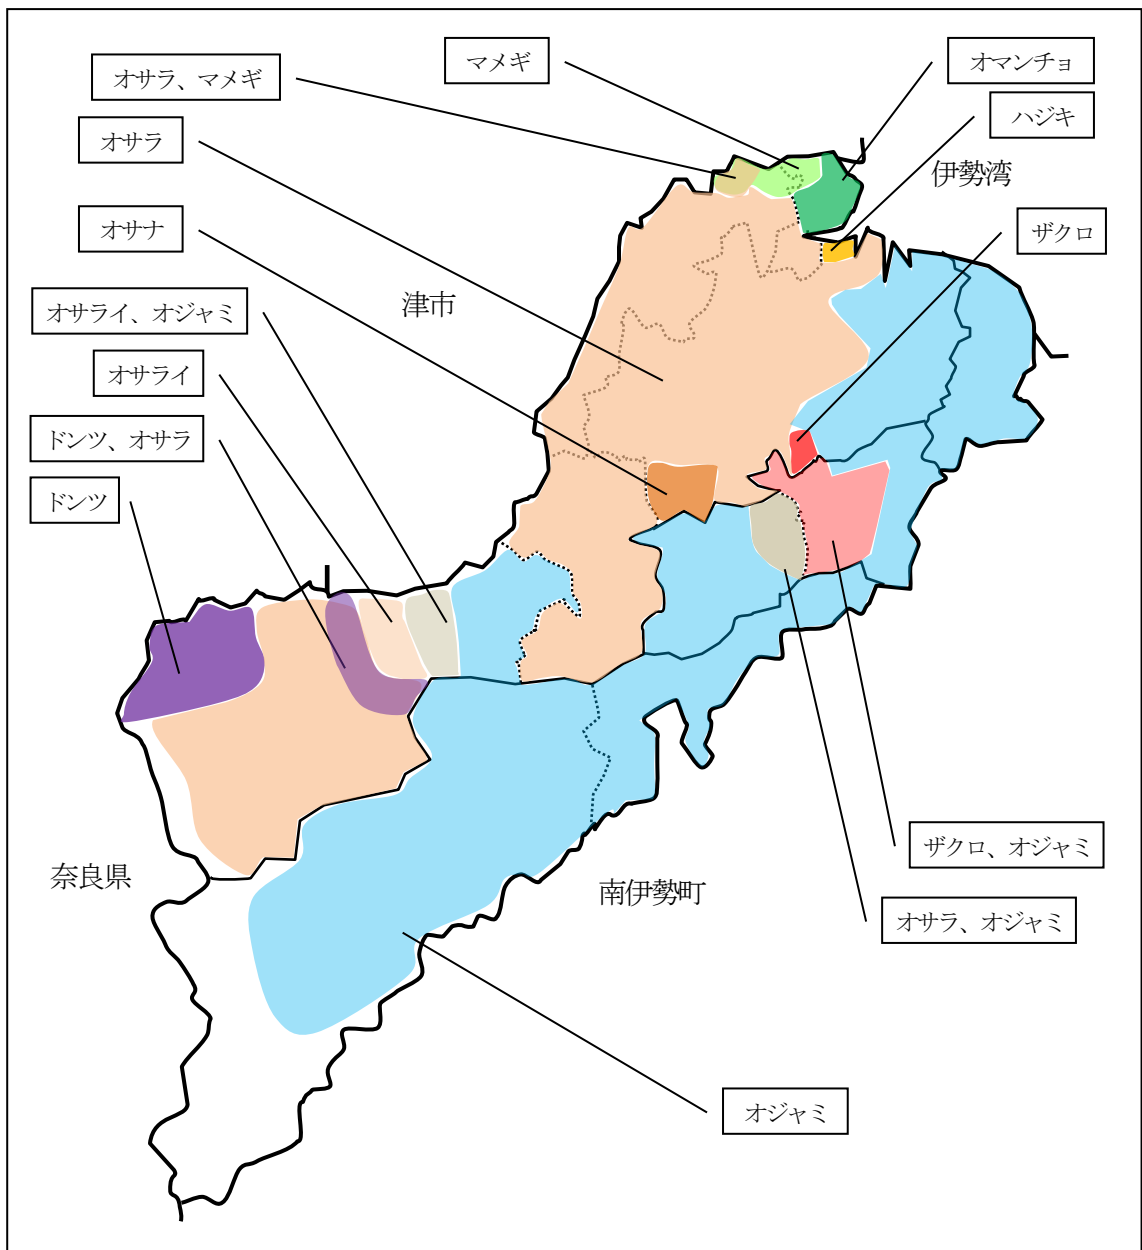 マメギ
オマンチョ
オサラ、マメギ
ハジキ
オサラ
伊勢湾
ザクロ
オサナ
津市
オサライ、オジャミ
オサライ
ドンツ、オサラ
ドンツ
ザクロ、オジャミ
奈良県
南伊勢町
オサラ、オジャミ
オジャミ